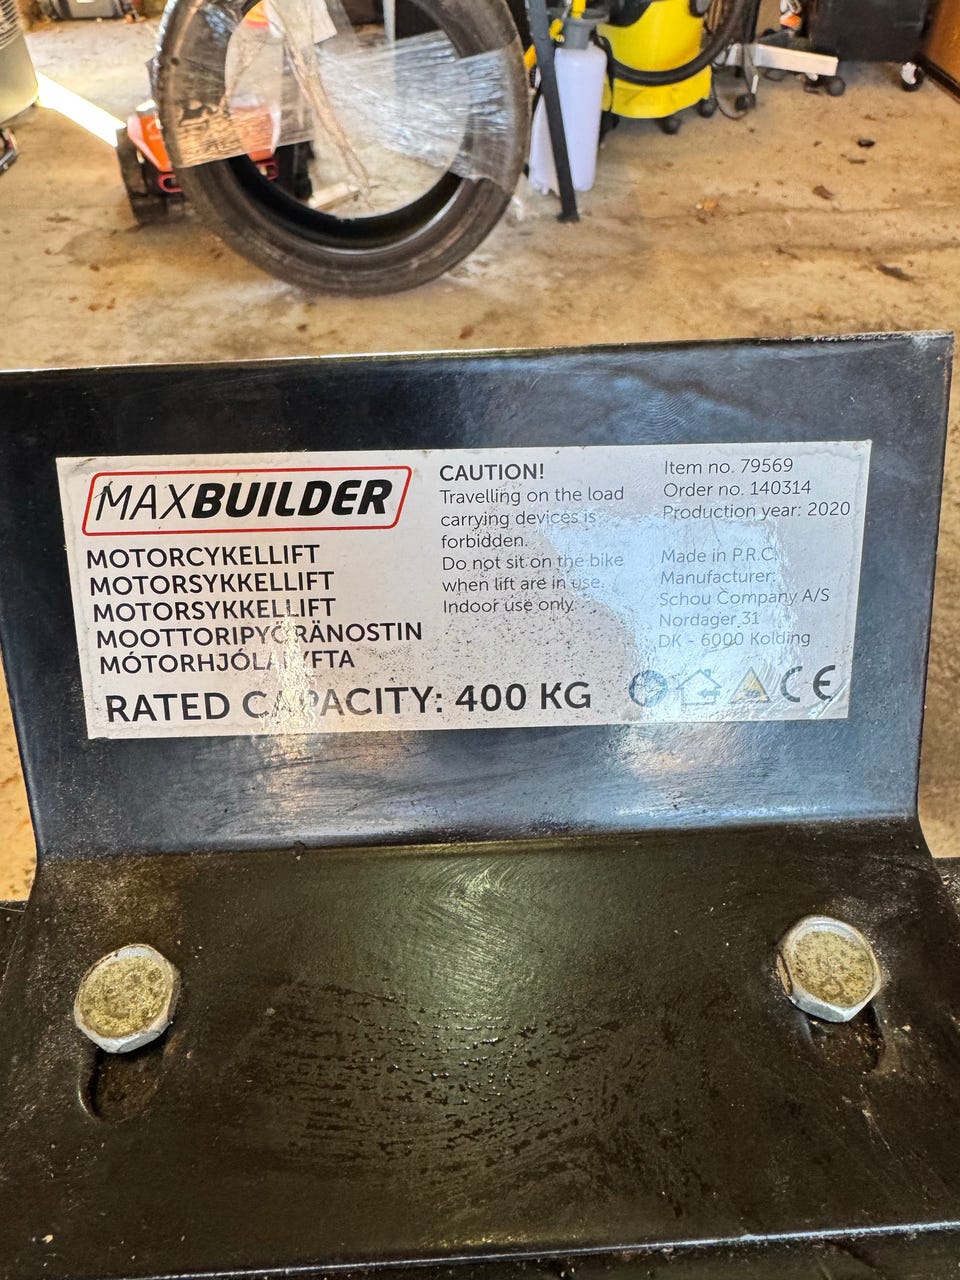 MAXBUILDER
MOTORCYKELLIFT
MOTORSYKKELLIFT
MOTORSYKKELLIFT
MOOTTORIPYÖRÄNOSTIN
MÓTORHJÓLALYFTA
RATED CAPACITY: 400 KG
CAUTION!
Travelling on the load
carrying devices is
forbidden.
Do not sit on the bike
when lift are in use.
Indoor use only.
Item no. 79569
Order no. 140314
Production year: 2020
Made in P.R.C.
Manufacturer:
Schou Company A/S
Nordager 31
DK - 6000 Kolding
CE